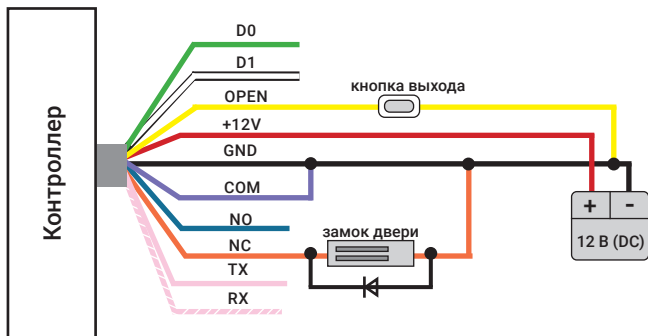 Контроллер
D0
D1
OPEN
кнопка выхода
+12V
GND
COM
NO
NC
замок двери
TX
RX
+ -
12 В (DC)